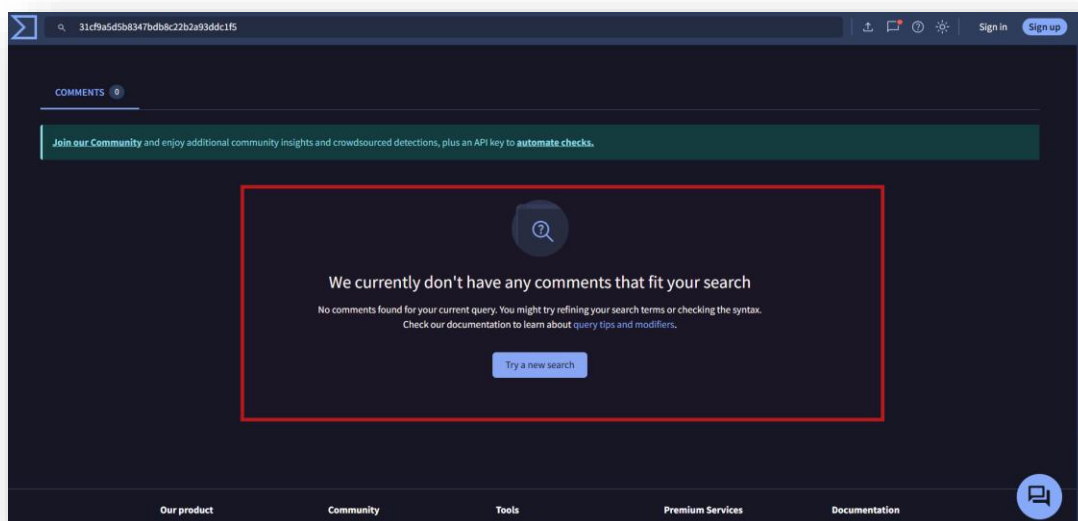 31cf9a5d5b8347bdb8c22b2a93ddc1f5
Sign in
Sign up
COMMENTS 0
Join our Community and enjoy additional community insights and crowdsourced detections, plus an API key to automate checks.
We currently don't have any comments that fit your search
No comments found for your current query. You might try refining your search terms or checking the syntax.
Check our documentation to learn about query tips and modifiers.
Try a new search
Our product Community Tools Premium Services Documentation